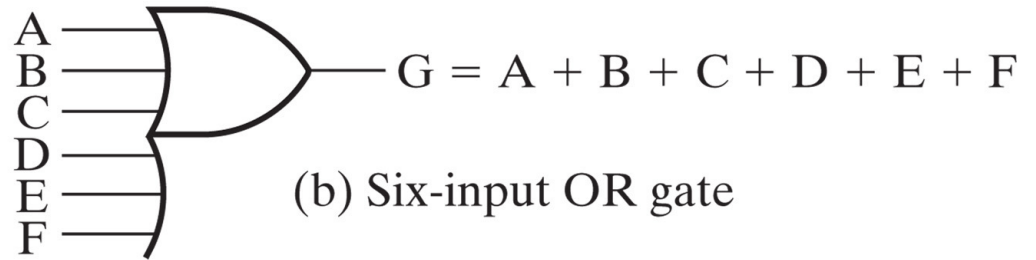 A
B
C
D
E
F
G = A + B + C + D + E + F
(b) Six-input OR gate